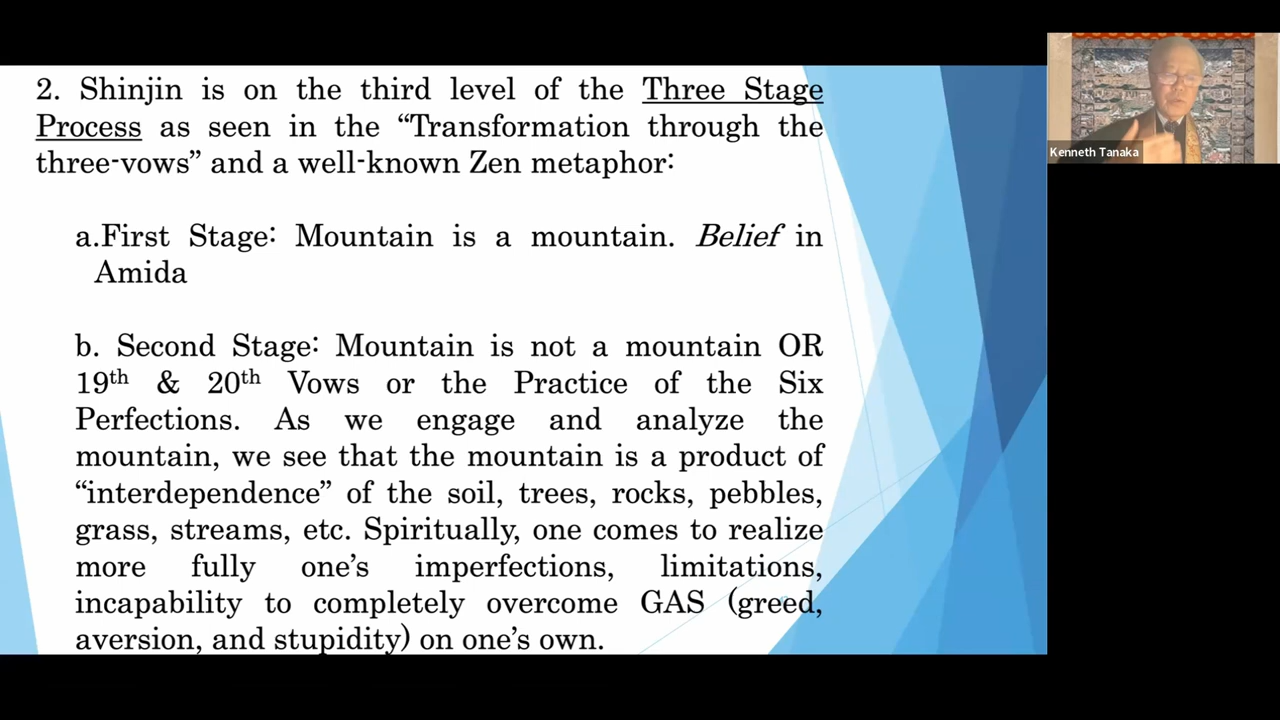 2. Shinjin is on the third level of the Three Stage
Process as seen in the “Transformation through the
three-vows” and a well-known Zen metaphor:
a.First Stage: Mountain is a mountain. Belief in
Amida
b. Second Stage: Mountain is not a mountain OR
19th & 20th Vows or the Practice of the Six
Perfections. As we engage and analyze the
mountain, we see that the mountain is a product of
“interdependence” of the soil, trees, rocks, pebbles,
grass, streams, etc. Spiritually, one comes to realize
more fully one’s imperfections, limitations,
incapability to completely overcome GAS (greed,
aversion, and stupidity) on one’s own.
Kenneth Tanaka